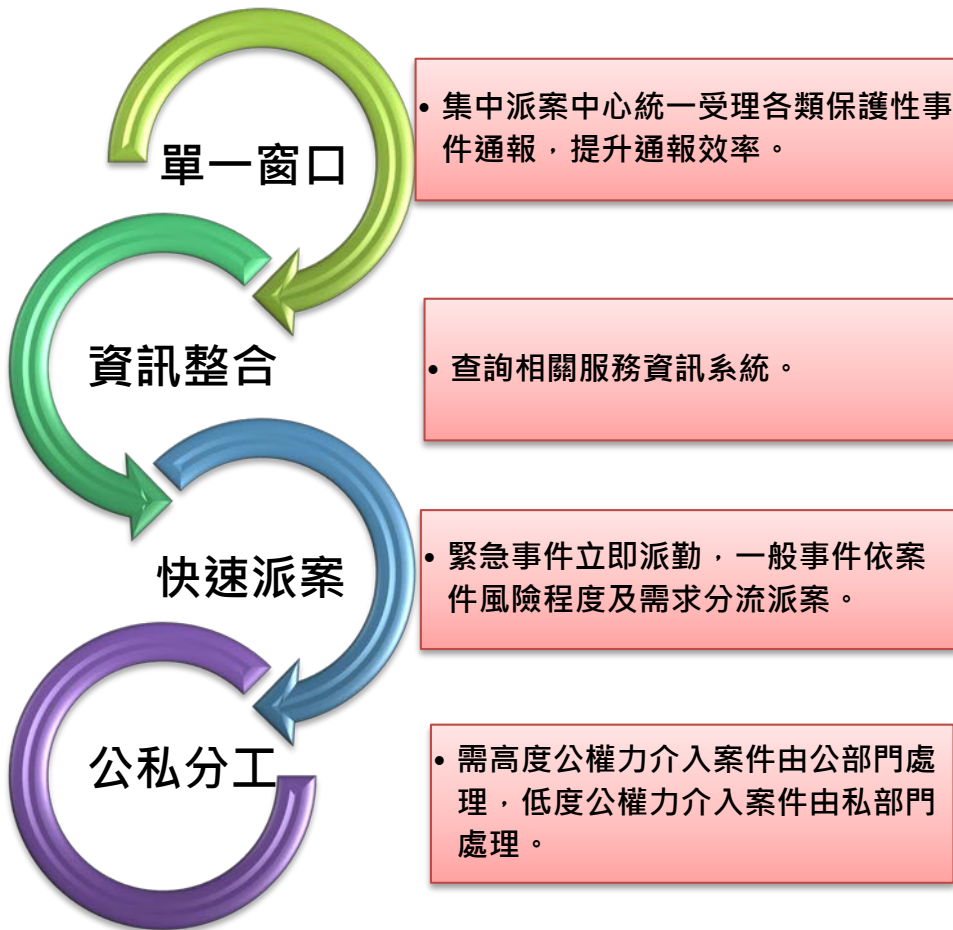 單一窗口
• 集中派案中心統一受理各類保護性事
件通報，提升通報效率。
資訊整合
• 查詢相關服務資訊系統。
快速派案
• 緊急事件立即派勤，一般事件依案
件風險程度及需求分流派案。
公私分工
• 需高度公權力介入案件由公部門處
理，低度公權力介入案件由私部門
處理。